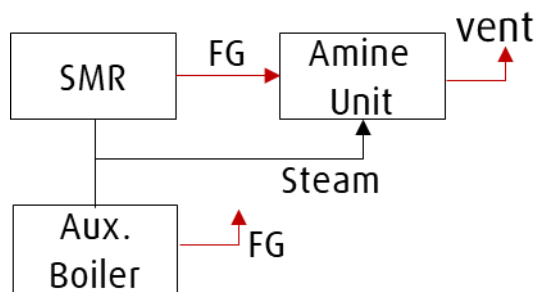 vent
FG
SMR
Amine
Unit
Steam
Aux.
Boiler
FG